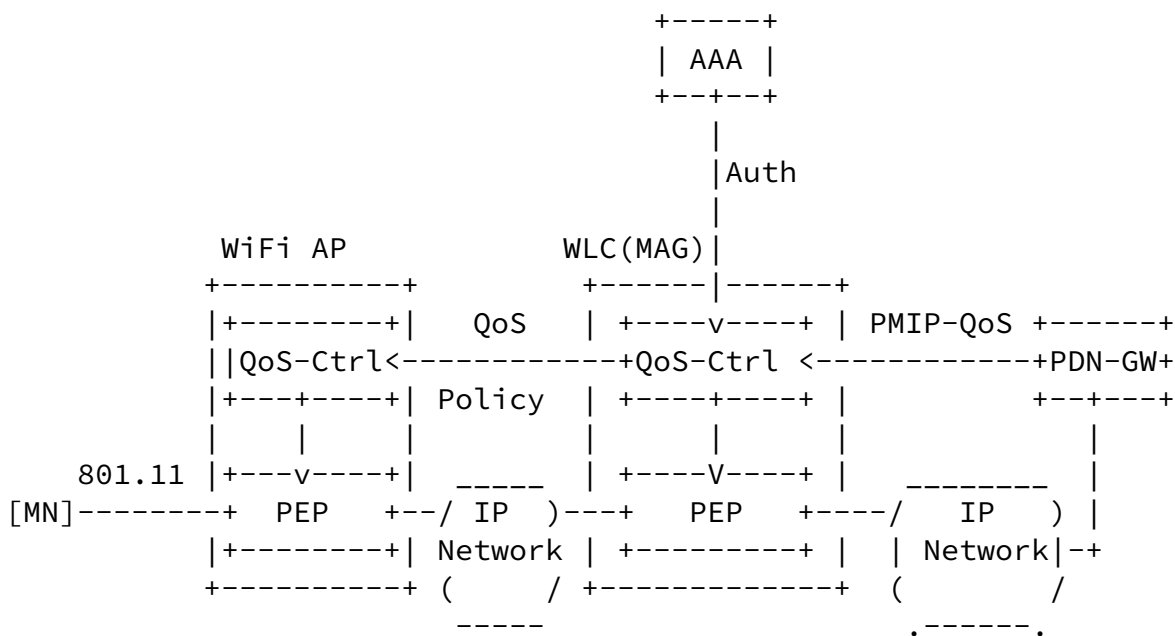 AAA
Auth
WiFi AP WLC(MAG)
QoS PMIP-QoS
QoS-Ctrl QoS-Ctrl PDN-GW
Policy
801.11
[MN] PEP IP PEP IP
Network Network